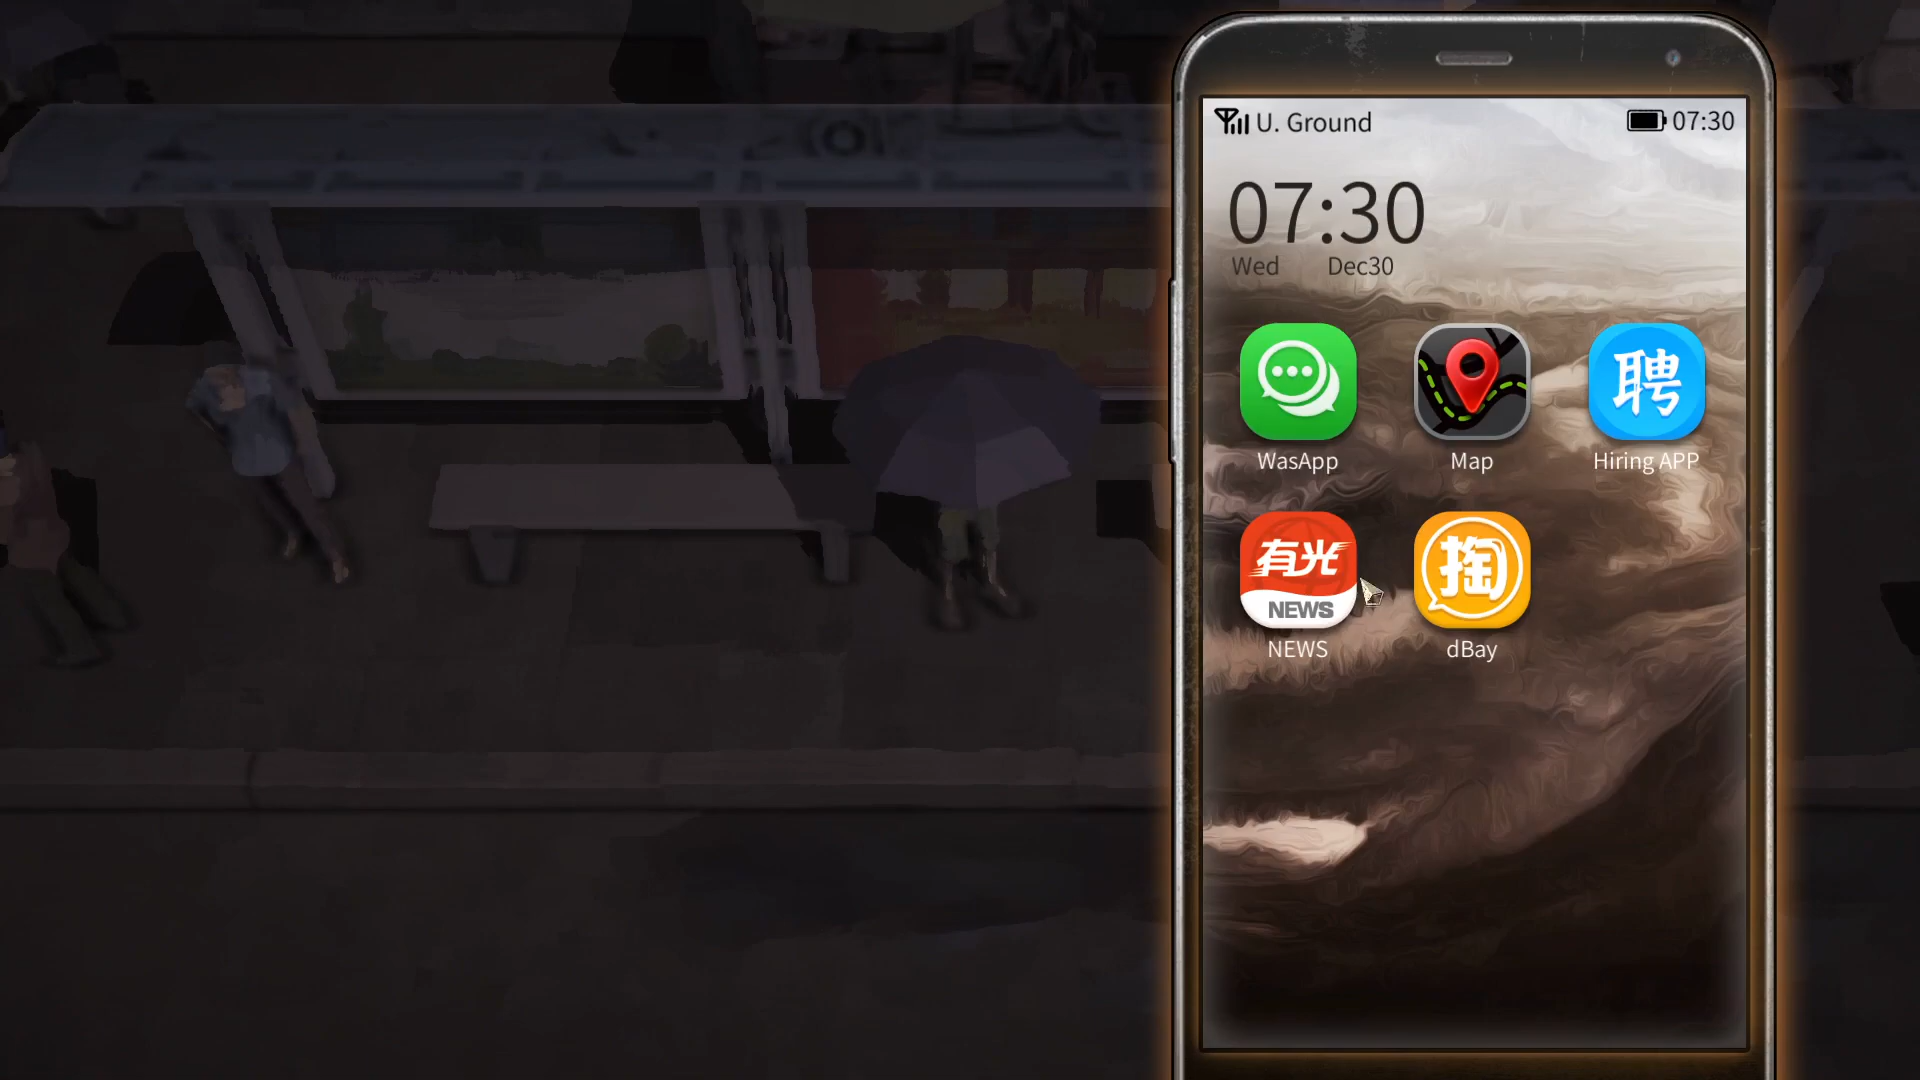 U. Ground 07:30
07:30
Wed Dec30
聘
WasApp Map Hiring APP
有光 掏
NEWS
NEWS dBay